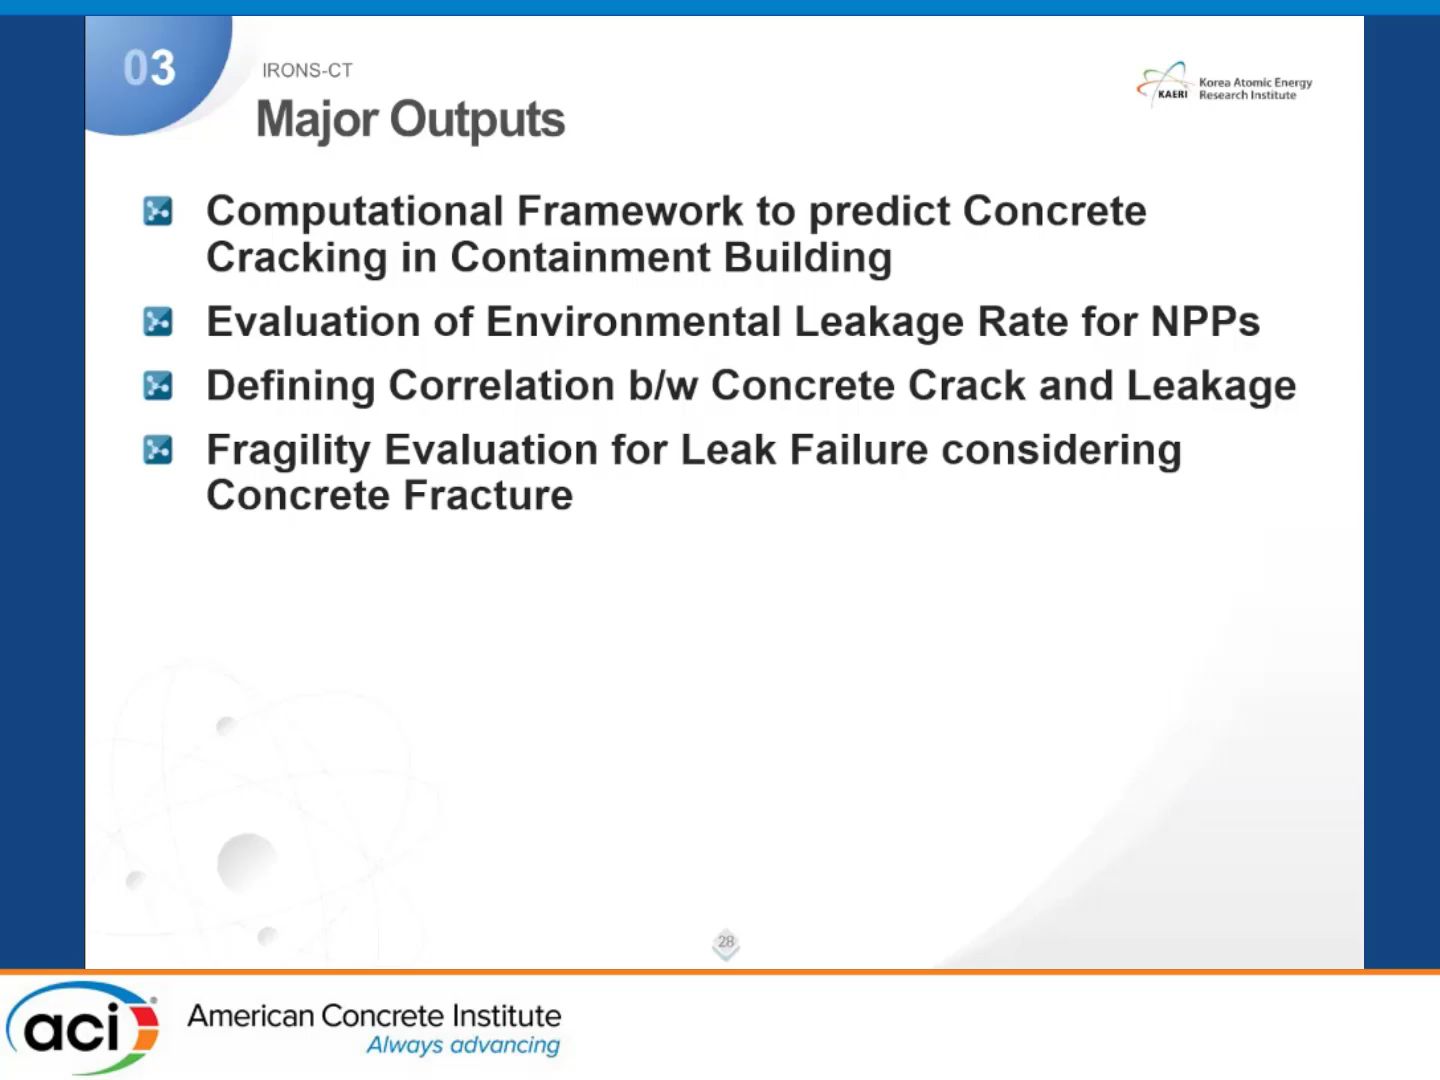 03
IRONS-CT
Major Outputs
KAERI
Korea Atomic Energy
Research Institute
Computational Framework to predict Concrete
Cracking in Containment Building
Evaluation of Environmental Leakage Rate for NPPs
Defining Correlation b/w Concrete Crack and Leakage
Fragility Evaluation for Leak Failure considering
Concrete Fracture
28
aci
American Concrete Institute
Always advancing